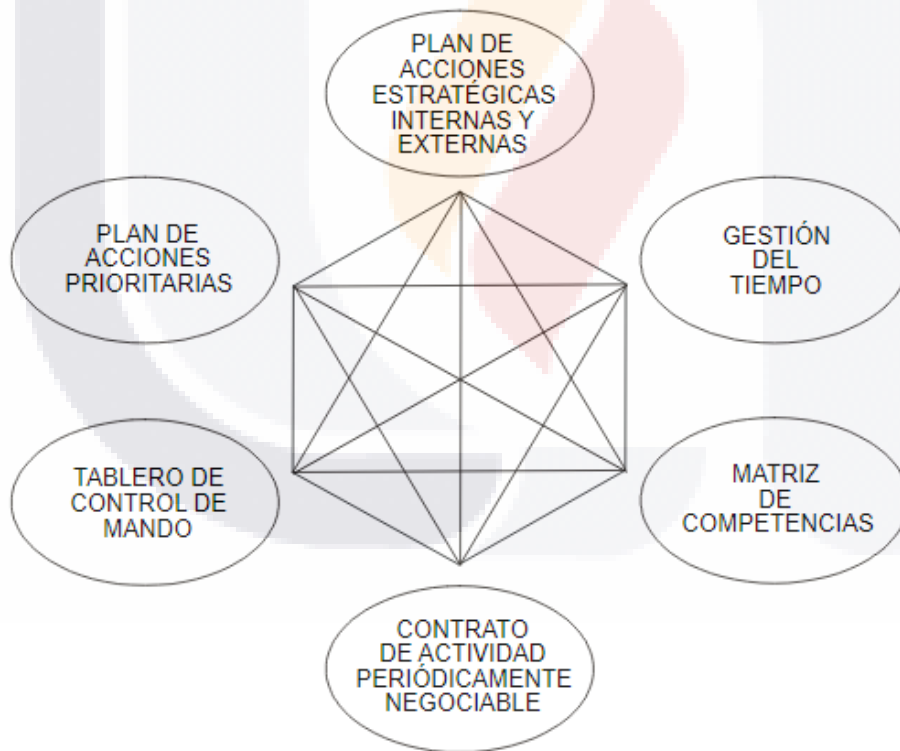 PLAN DE
ACCIONES
ESTRATÉGICAS
INTERNAS Y
EXTERNAS
PLAN DE
ACCIONES
PRIORITARIAS
GESTIÓN
DEL
TIEMPO
TABLERO DE
CONTROL DE
MANDO
MATRIZ
DE
COMPETENCIAS
CONTRATO
DE ACTIVIDAD
PERIÓDICAMENTE
NEGOCIABLE